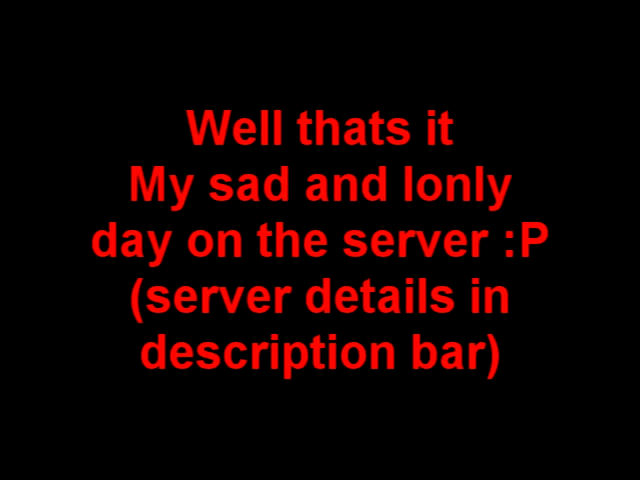 Well thats it
My sad and lonly
day on the server :P
(server details in
description bar)